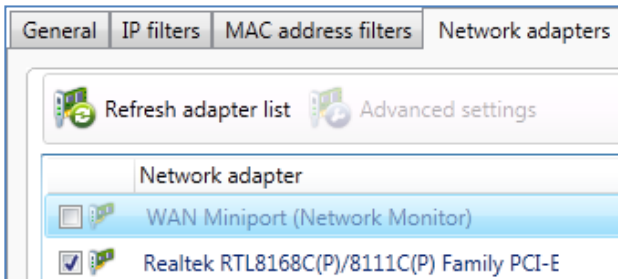 General IP filters MAC address filters Network adapters
Refresh adapter list Advanced settings
Network adapter
WAN Miniport (Network Monitor)
Realtek RTL8168C(P)/8111C(P) Family PCI-E